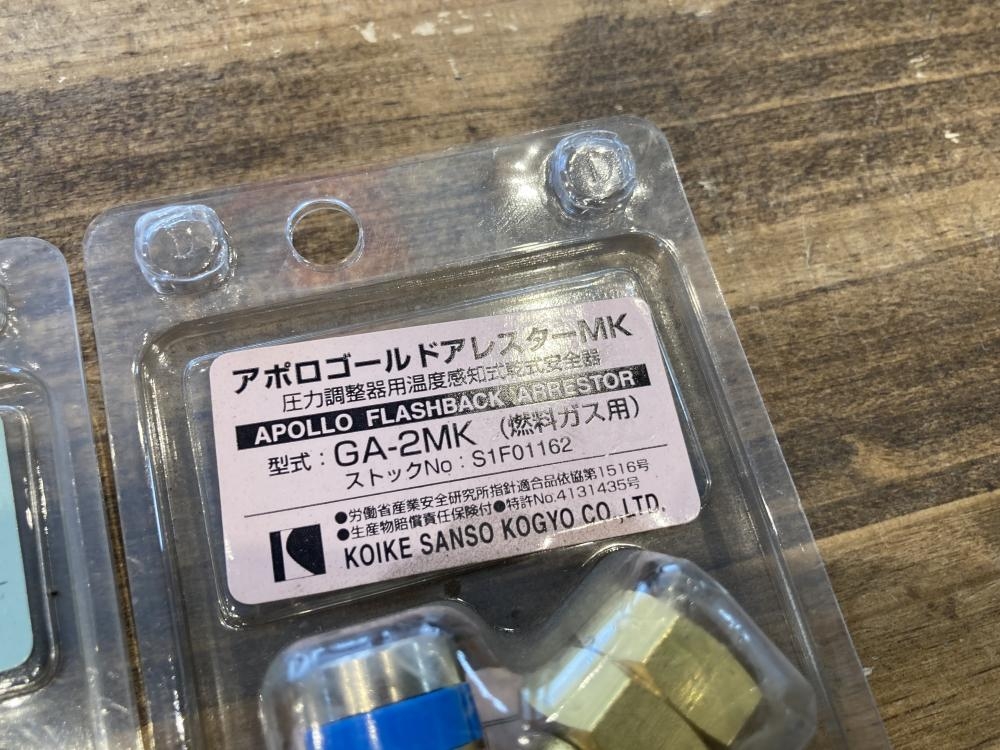 アポロゴールドアレスターMK
圧力調整器用温度感知式乾式安全器
APOLLO FLASHBACK ARRESTOR
型式：GA-2MK （燃料ガス用）
ストックNo：S1F01162
●労働省産業安全研究所指針適合品依協第1516号
●生産物賠償責任保険付●特許No.4131435号
KOIKE SANSO KOGYO CO.,LTD.